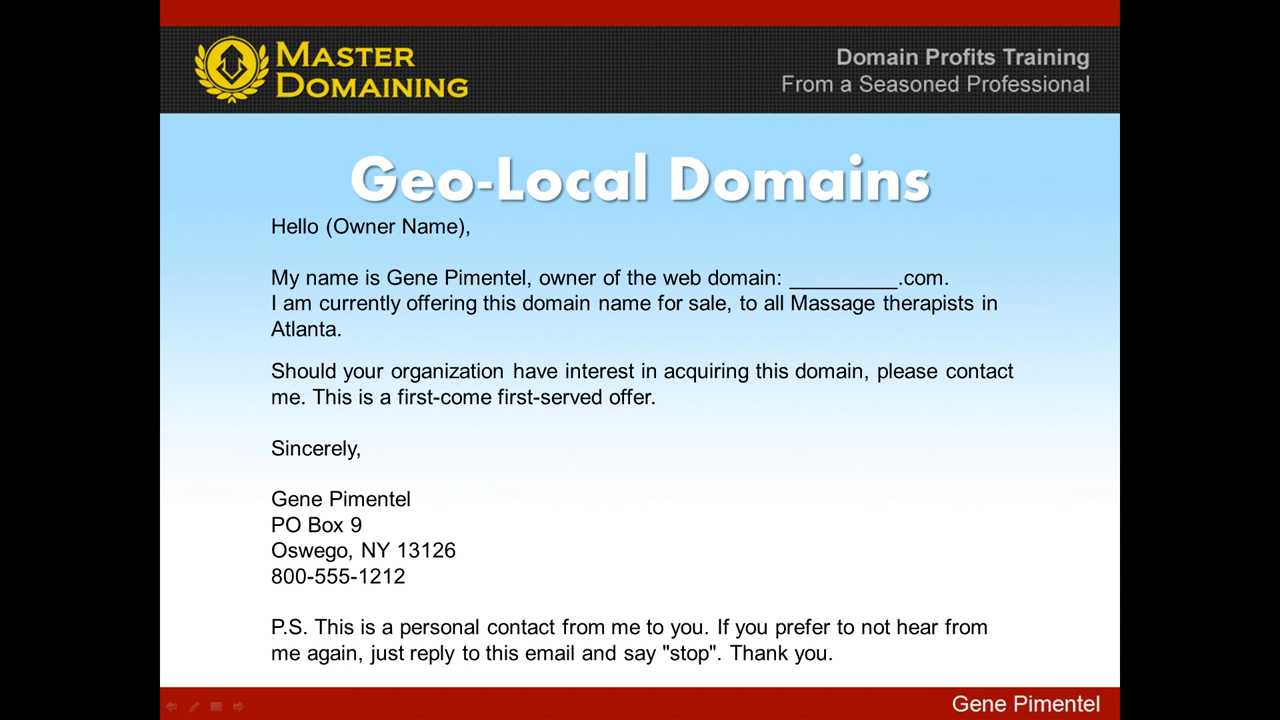 MASTER
DOMAINING
Domain Profits Training
From a Seasoned Professional
Geo-Local Domains
Hello (Owner Name),
My name is Gene Pimentel, owner of the web domain: _________.com.
I am currently offering this domain name for sale, to all Massage therapists in
Atlanta.
Should your organization have interest in acquiring this domain, please contact
me. This is a first-come first-served offer.
Sincerely,
Gene Pimentel
PO Box 9
Oswego, NY 13126
800-555-1212
P.S. This is a personal contact from me to you. If you prefer to not hear from
me again, just reply to this email and say "stop". Thank you.
Gene Pimentel